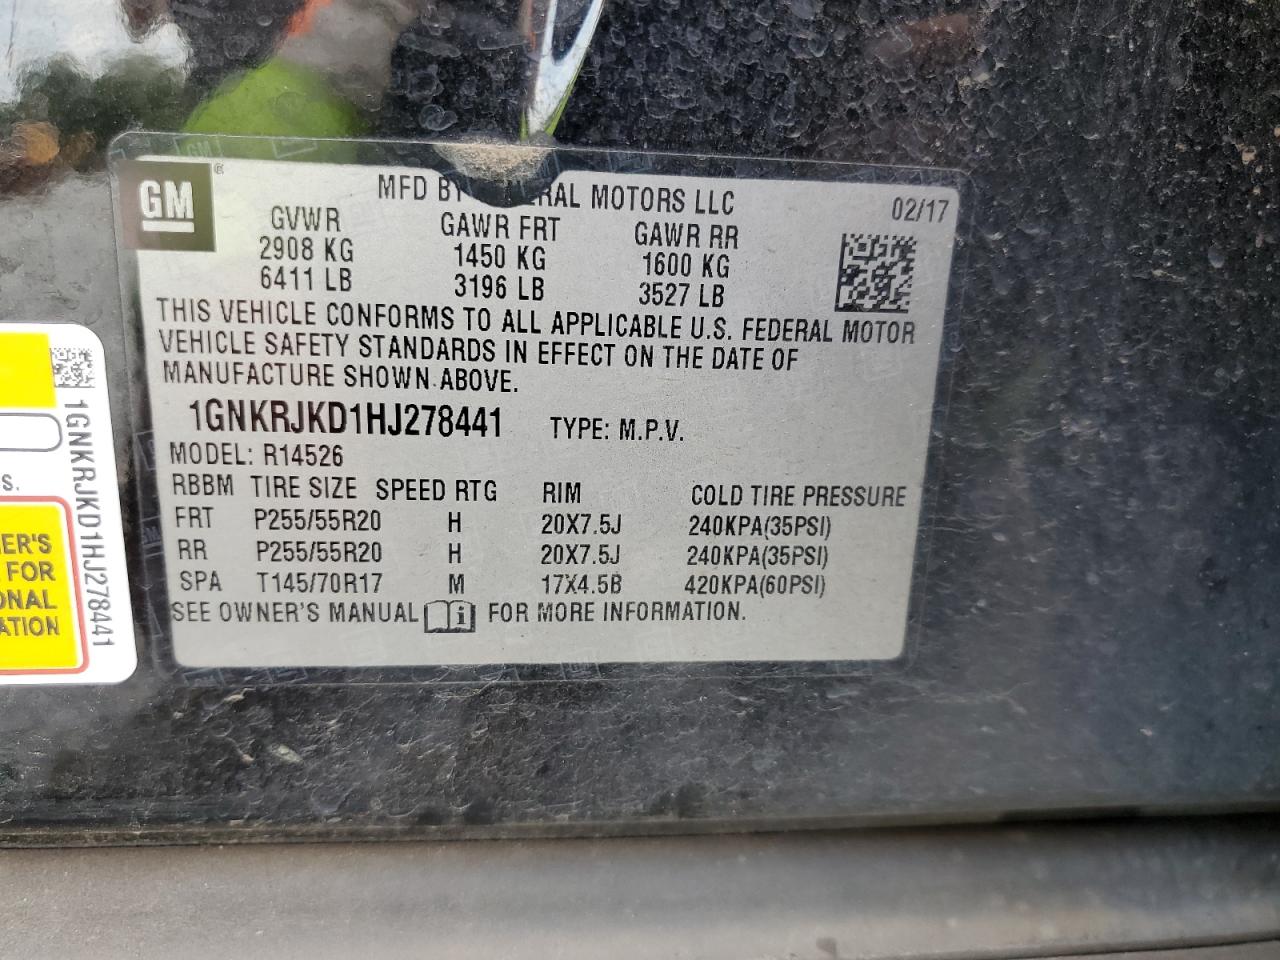 GM
MFD BY ERAL MOTORS LLC 02/17
GVWR GAWR FRT GAWR RR
2908 KG 1450 KG 1600 KG
6411 LB 3196 LB 3527 LB
THIS VEHICLE CONFORMS TO ALL APPLICABLE U.S. FEDERAL MOTOR
VEHICLE SAFETY STANDARDS IN EFFECT ON THE DATE OF
MANUFACTURE SHOWN ABOVE.
1GNKRJKD1HJ278441 TYPE: M.P.V.
MODEL: R14526
RBBM TIRE SIZE SPEED RTG RIM COLD TIRE PRESSURE
FRT P255/55R20 H 20X7.5J 240KPA(35PSI)
RR P255/55R20 H 20X7.5J 240KPA(35PSI)
SPA T145/70R17 M 17X4.5B 420KPA(60PSI)
SEE OWNER'S MANUAL i FOR MORE INFORMATION.
1GNKRJKD1HJ278441
S.
ER'S
FOR
ONAL
ATION